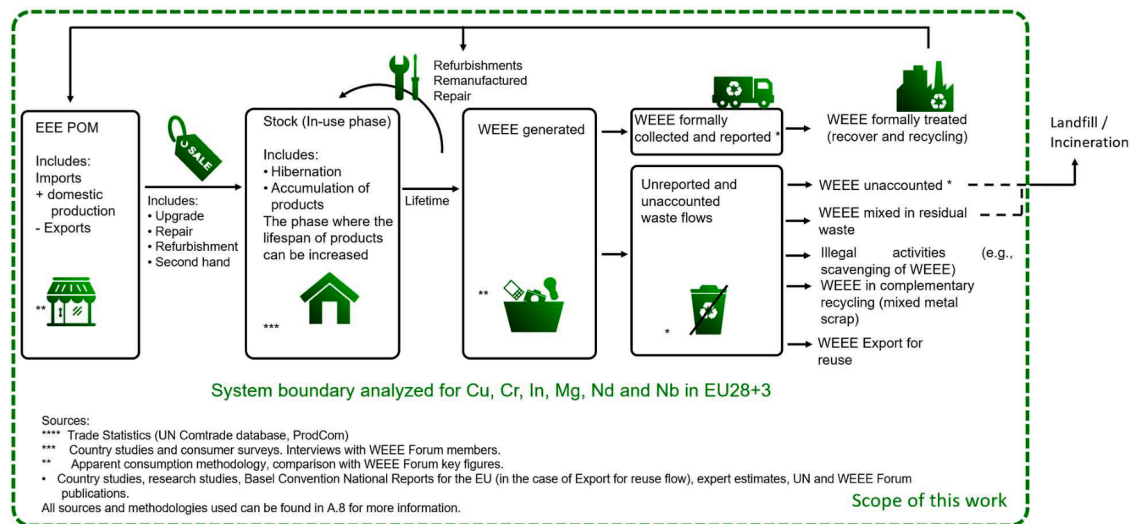 Refurbishments
Remanufactured
Repair
EEE POM
Includes:
Imports
+ domestic
production
- Exports
**
SALE
Includes:
• Upgrade
• Repair
• Refurbishment
• Second hand
Stock (In-use phase)
Includes:
• Hibernation
• Accumulation of
products
The phase where the
lifespan of products
can be increased
***
Lifetime
WEEE generated
**
WEEE formally
collected and reported *
WEEE formally treated
(recover and recycling)
Landfill /
Incineration
Unreported and
unaccounted
waste flows
*
WEEE unaccounted *
WEEE mixed in residual
waste
Illegal activities (e.g.,
scavenging of WEEE)
WEEE in complementary
recycling (mixed metal
scrap)
WEEE Export for
reuse
System boundary analyzed for Cu, Cr, In, Mg, Nd and Nb in EU28+3
Sources:
**** Trade Statistics (UN Comtrade database, ProdCom)
*** Country studies and consumer surveys. Interviews with WEEE Forum members.
** Apparent consumption methodology, comparison with WEEE Forum key figures.
• Country studies, research studies, Basel Convention National Reports for the EU (in the case of Export for reuse flow), expert estimates, UN and WEEE Forum
publications.
All sources and methodologies used can be found in A.8 for more information.
Scope of this work